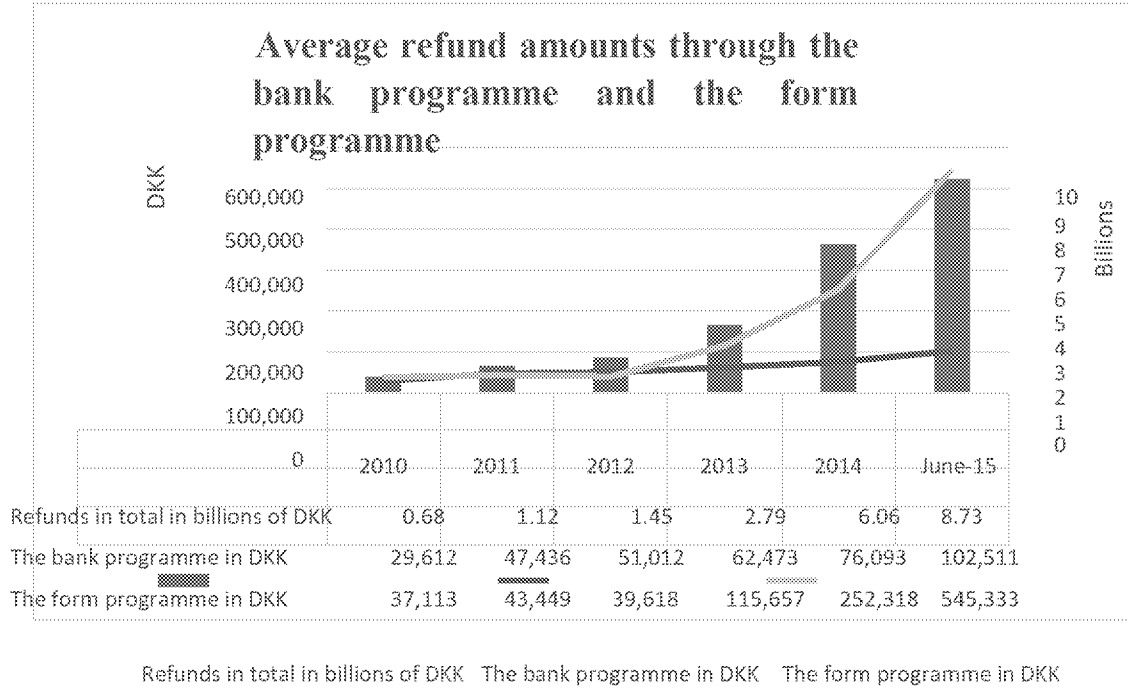 Average refund amounts through the
bank programme and the form
programme
DKK
600,000
500,000
400,000
300,000
200,000
100,000
0
10
9
8
7
6
5
4
3
2
1
0
Billions
2010 2011 2012 2013 2014 June-15
Refunds in total in billions of DKK 0.68 1.12 1.45 2.79 6.06 8.73
The bank programme in DKK 29,612 47,436 51,012 62,473 76,093 102,511
The form programme in DKK 37,113 43,449 39,618 115,657 252,318 545,333
Refunds in total in billions of DKK The bank programme in DKK The form programme in DKK